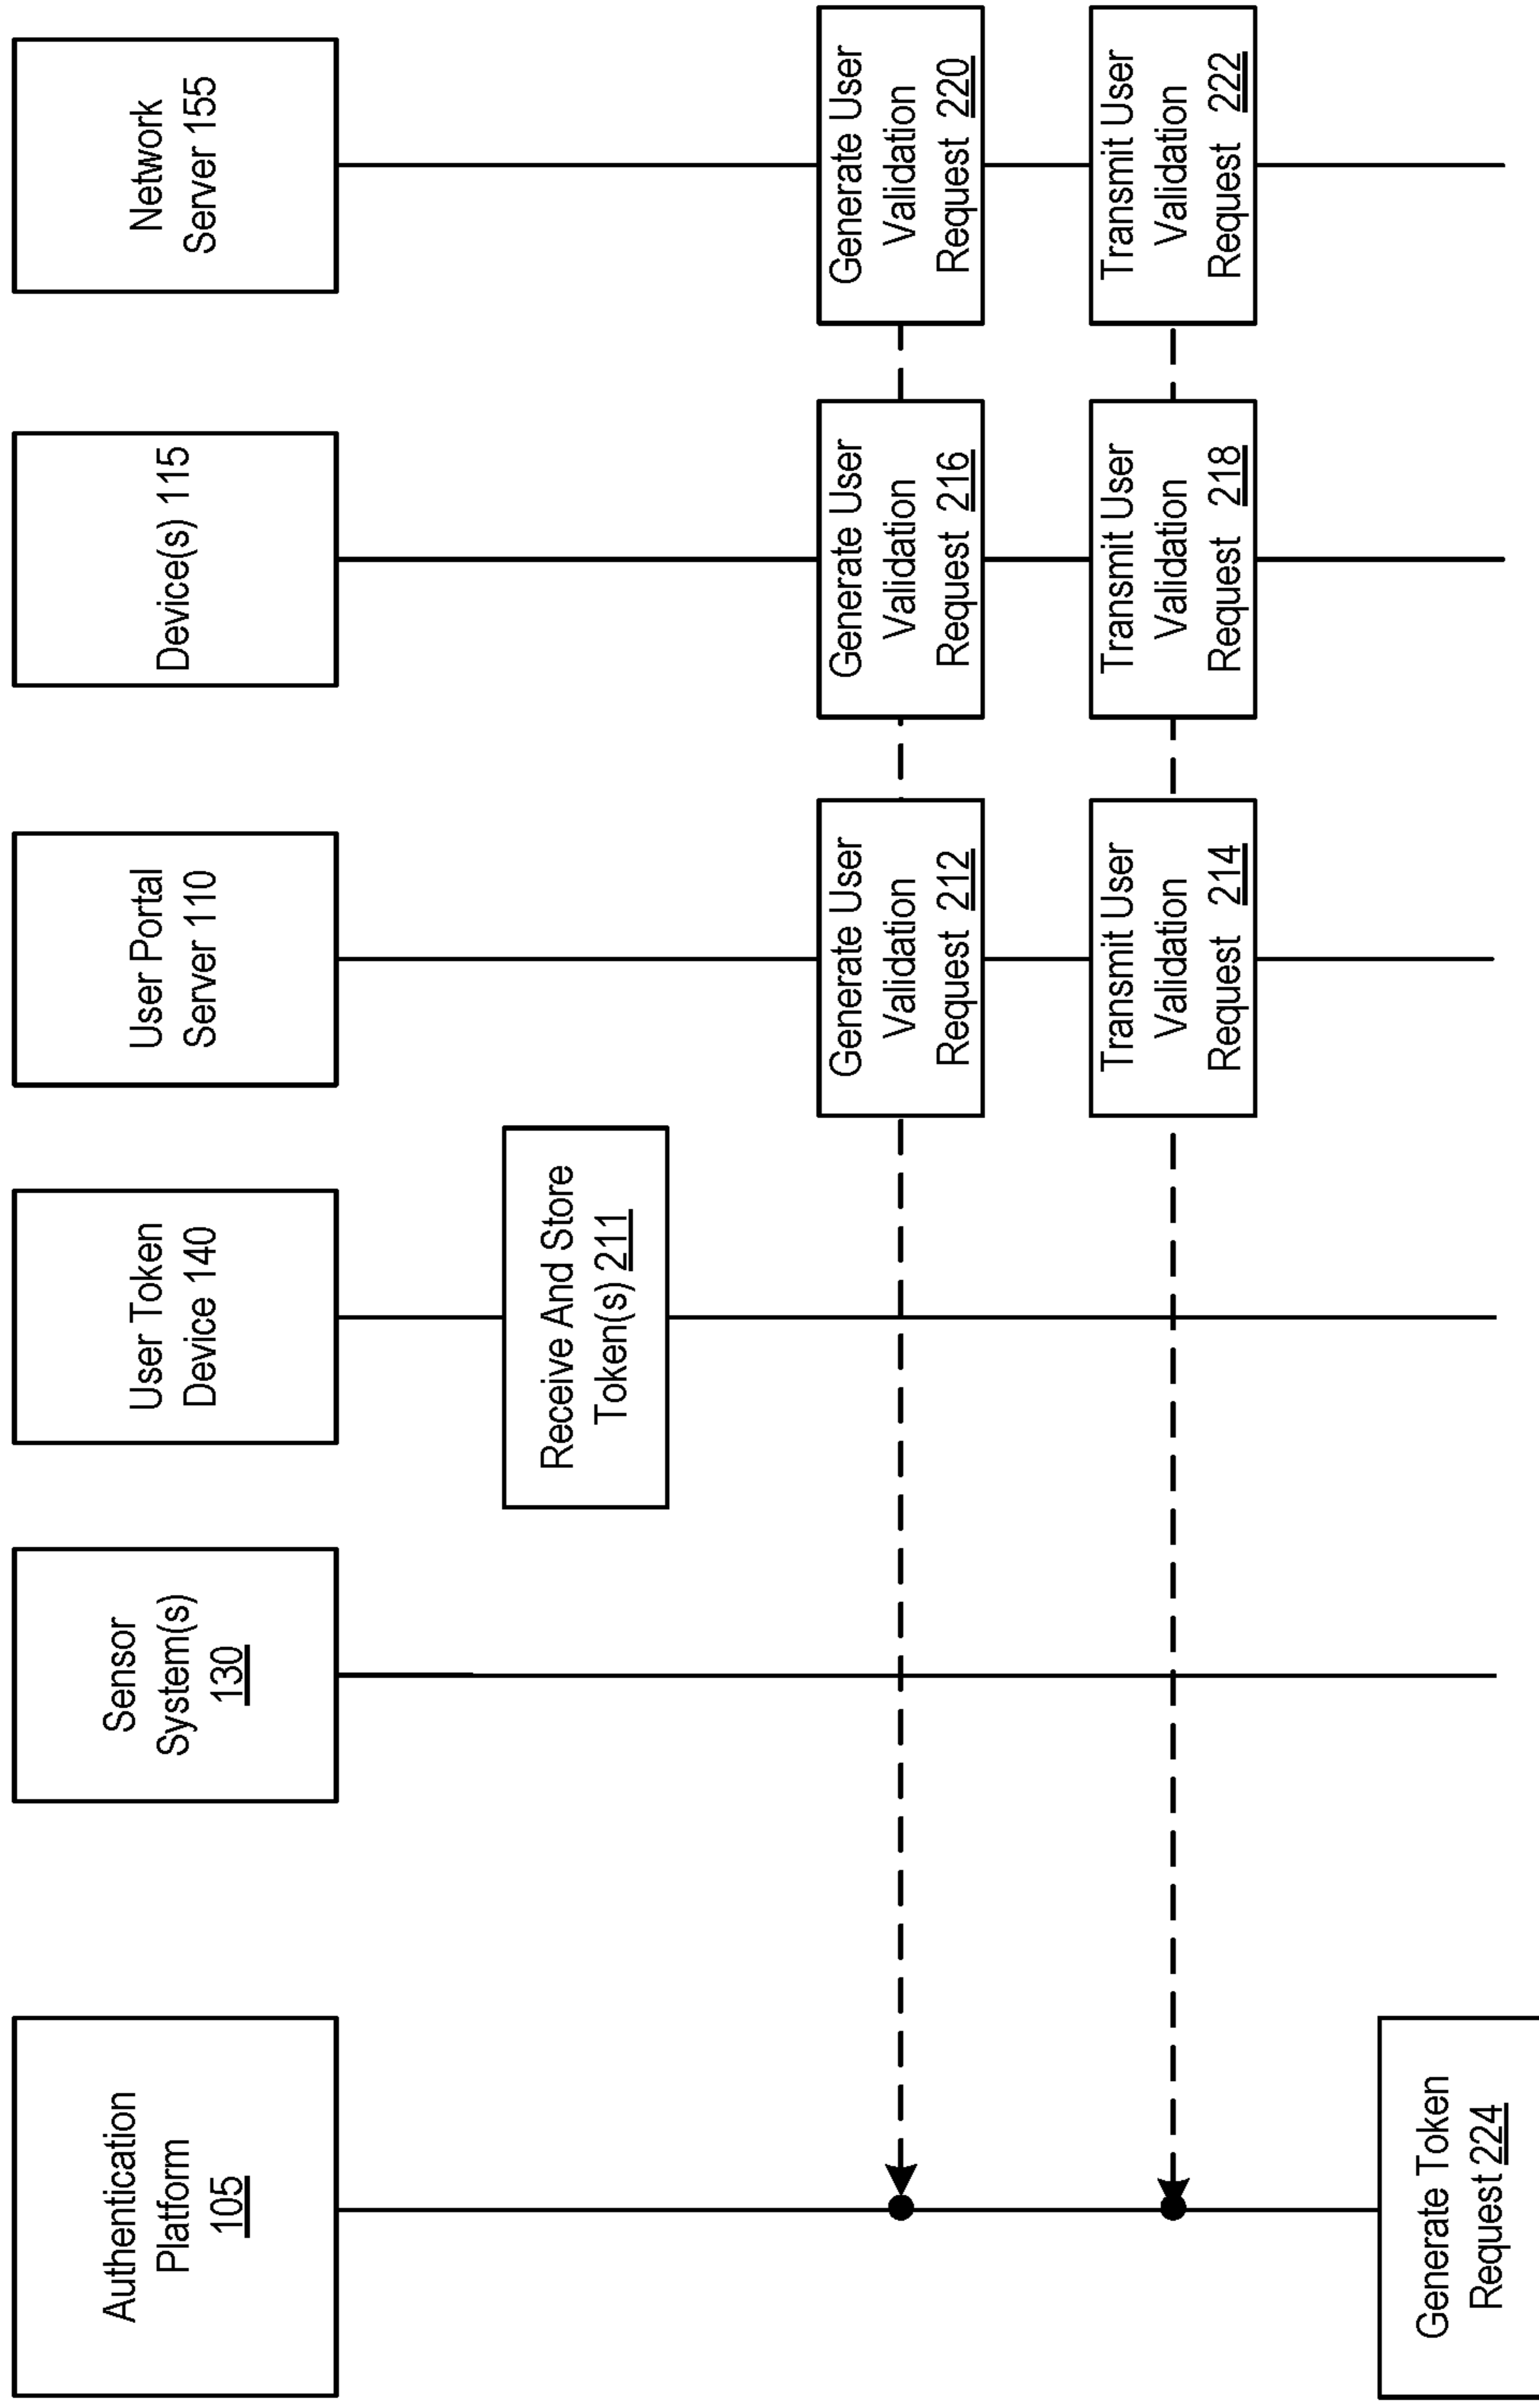 Authentication
Platform
105
Sensor
System(s)
130
User Token
Device 140
User Portal
Server 110
Device(s) 115
Network
Server 155
Receive And Store
Token(s) 211
Generate User
Validation
Request 212
Generate User
Validation
Request 216
Generate User
Validation
Request 220
Transmit User
Validation
Request 214
Transmit User
Validation
Request 218
Transmit User
Validation
Request 222
Generate Token
Request 224